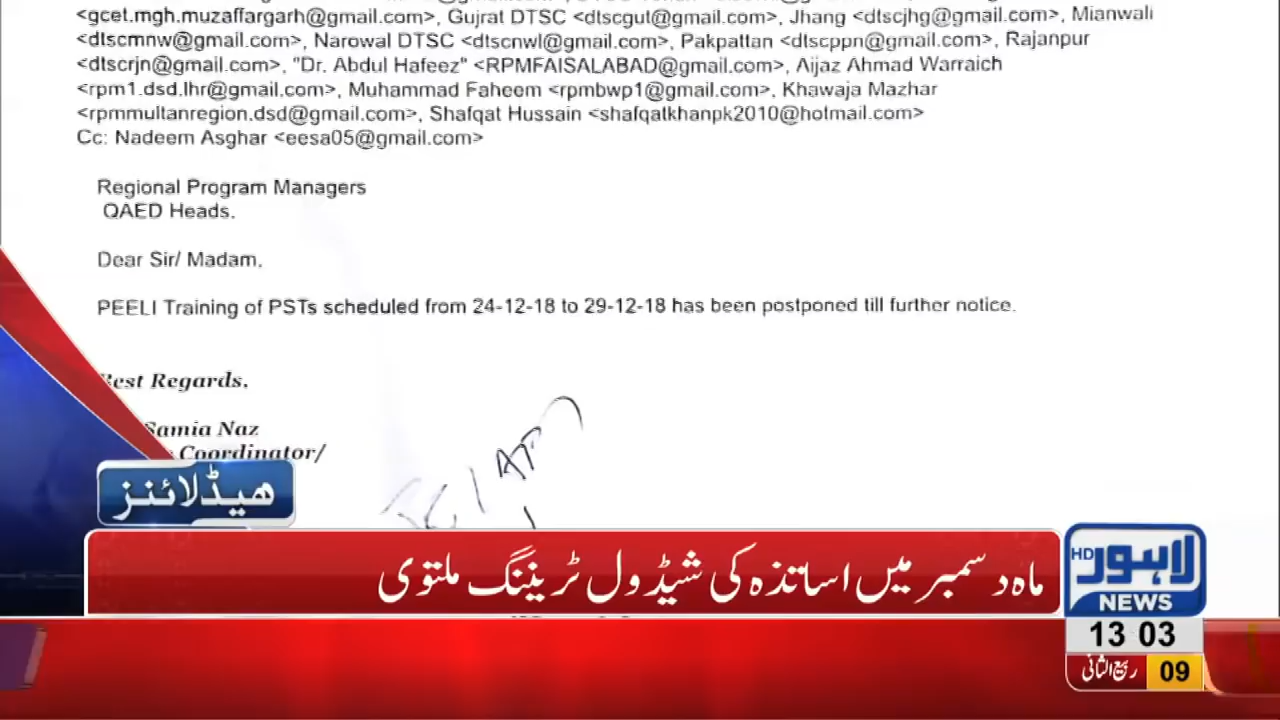 <gcet.mgh.muzaffargarh@gmail.com>, Gujrat DTSC <dtscgut@gmail.com>, Jhang <dtscjhg@gmail.com>, Mianwali
<dtscmnw@gmail.com>, Narowal DTSC <dtscnwl@gmail.com>, Pakpattan <dtscppn@gmail.com>, Rajanpur
<dtscrjn@gmail.com>, "Dr. Abdul Hafeez" <RPMFAISALABAD@gmail.com>, Aijaz Ahmad Warraich
<rpm1.dsd.lhr@gmail.com>, Muhammad Faheem <rpmbwp1@gmail.com>, Khawaja Mazhar
<rpmmultanregion.dsd@gmail.com>, Shafqat Hussain <shafqatkhanpk2010@hotmail.com>
Cc: Nadeem Asghar <eesa05@gmail.com>
Regional Program Managers
QAED Heads.
Dear Sir/ Madam.
PEELI Training of PSTs scheduled from 24-12-18 to 29-12-18 has been postponed till further notice.
Best Regards.
Samia Naz
Coordinator/
ہیڈلائنز
ماہ دسمبر میں اساتذہ کی شیڈول ٹریننگ ملتوی
لاہور HD
NEWS
13 03
ربیع الثانی 09